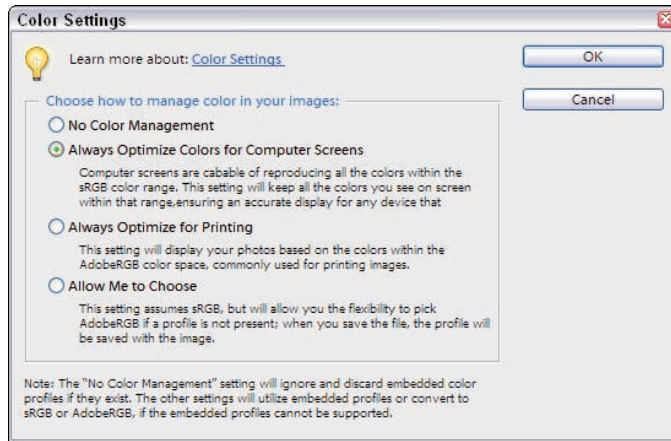 Color Settings
Learn more about: Color Settings
OK
Cancel
Choose how to manage color in your images:
No Color Management
Always Optimize Colors for Computer Screens
Computer screens are cabable of reproducing all the colors within the
sRGB color range. This setting will keep all the colors you see on screen
within that range,ensuring an accurate display for any device that
Always Optimize for Printing
This setting will display your photos based on the colors within the
AdobeRGB color space, commonly used for printing images.
Allow Me to Choose
This setting assumes sRGB, but will allow you the flexibility to pick
AdobeRGB if a profile is not present; when you save the file, the profile will
be saved with the image.
Note: The "No Color Management" setting will ignore and discard embedded color
profiles if they exist. The other settings will utilize embedded profiles or convert to
sRGB or AdobeRGB, if the embedded profiles cannot be supported.